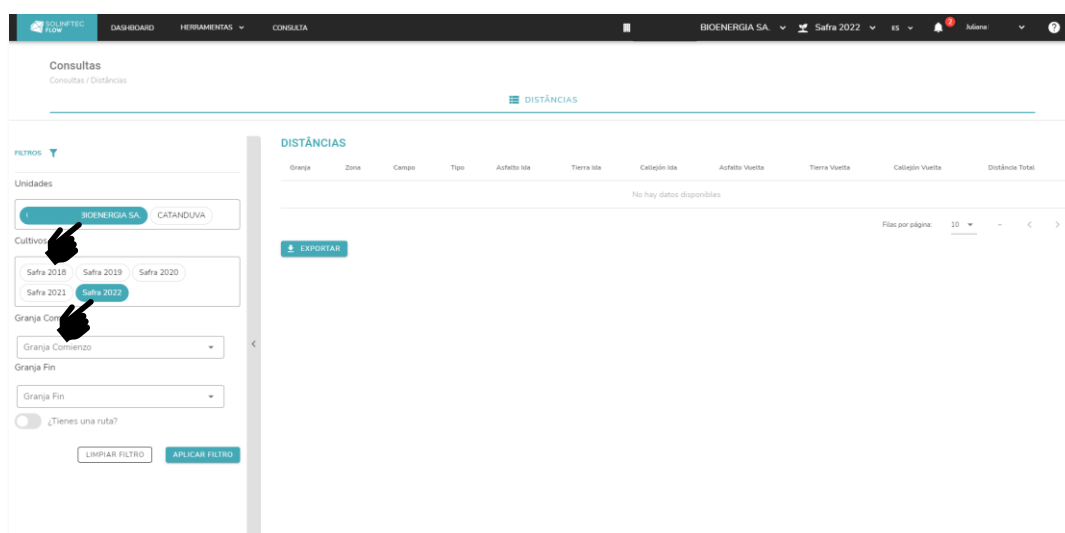 SOLINFTEC FLOW DASHBOARD HERRAMIENTAS CONSULTA BIOENERGIA SA. Safra 2022 ES 2 Juliana ?
Consultas
Consultas / Distâncias
DISTÂNCIAS
FILTROS
Unidades
BIOENERGIA SA. CATANDUVA
Cultivos
Safra 2018 Safra 2019 Safra 2020
Safra 2021 Safra 2022
Granja Com
Granja Comienzo
Granja Fin
Granja Fin
¿Tienes una ruta?
LIMPIAR FILTRO APLICAR FILTRO
DISTÂNCIAS
Granja Zona Campo Tipo Asfalto Ida Tierra Ida Callejón Ida Asfalto Vuelta Tierra Vuelta Callejón Vuelta Distância Total
No hay datos disponibles
Filas por página: 10 –
EXPORTAR